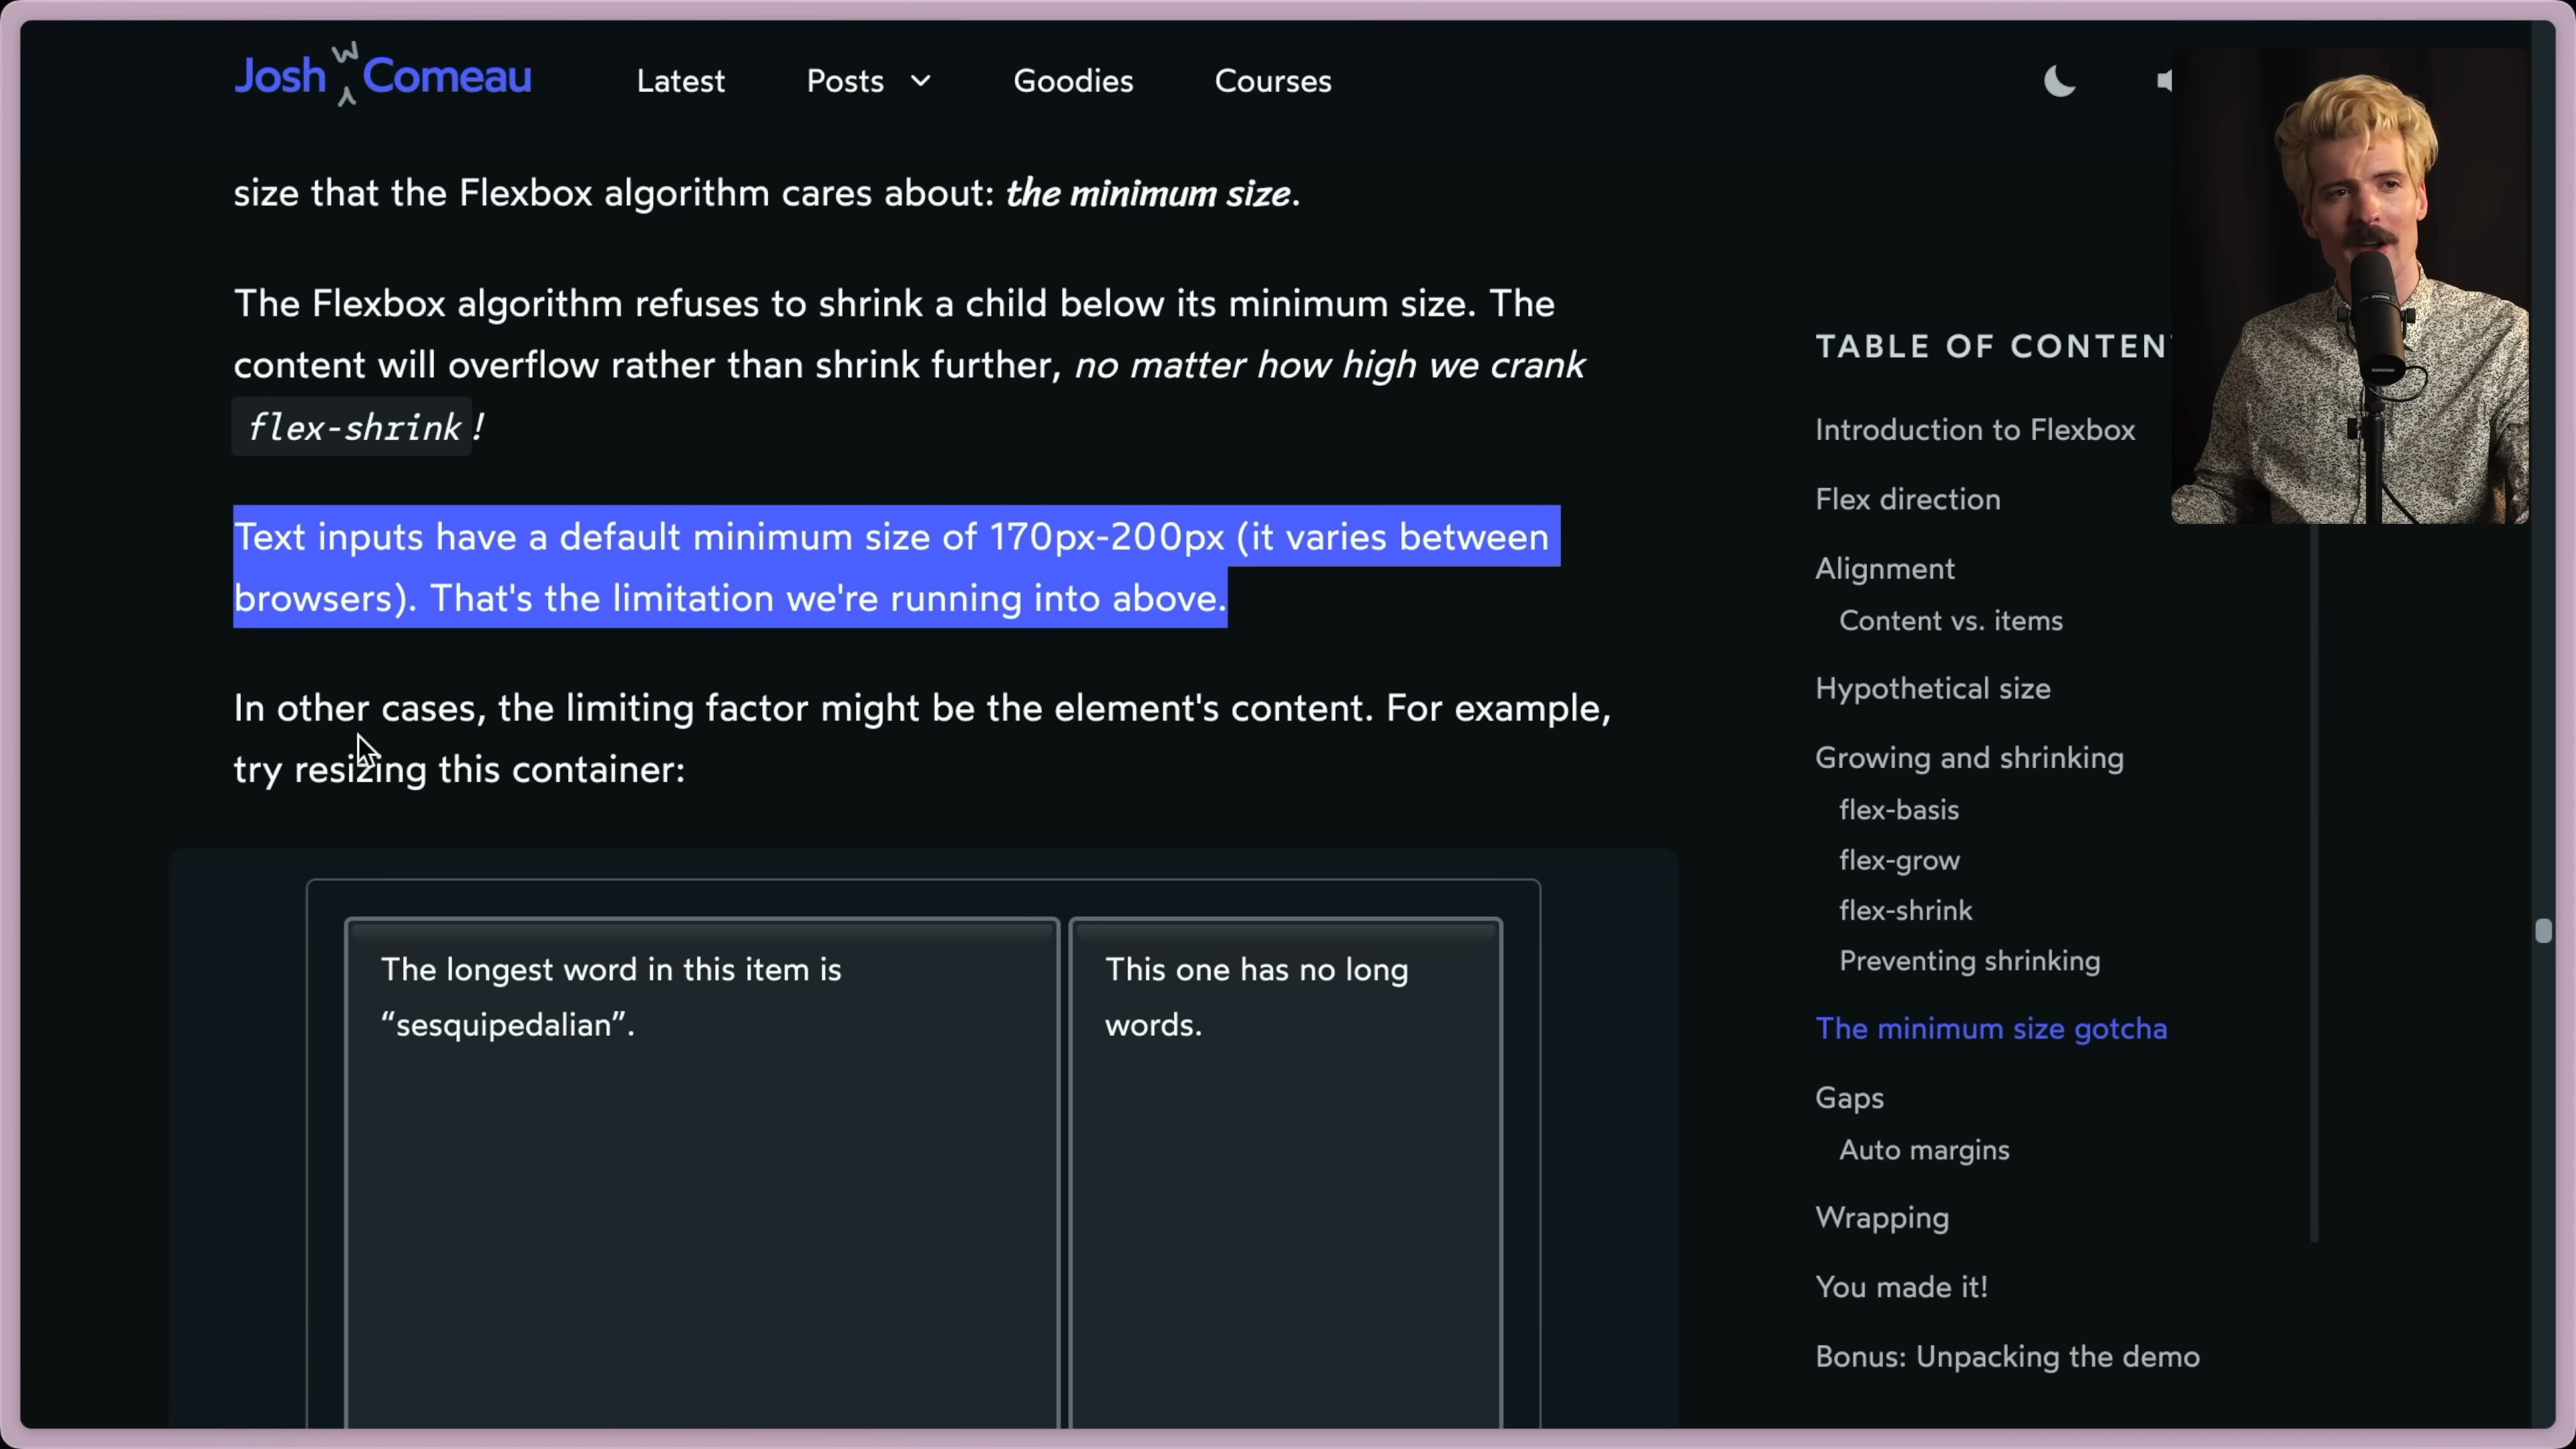 Josh W Comeau
Latest
Posts
Goodies
Courses
size that the Flexbox algorithm cares about: the minimum size.
The Flexbox algorithm refuses to shrink a child below its minimum size. The
content will overflow rather than shrink further, no matter how high we crank
flex-shrink!
Text inputs have a default minimum size of 170px-200px (it varies between
browsers). That's the limitation we're running into above.
In other cases, the limiting factor might be the element's content. For example,
try resizing this container:
The longest word in this item is
“sesquipedalian”.
This one has no long
words.
TABLE OF CONTEN
Introduction to Flexbox
Flex direction
Alignment
Content vs. items
Hypothetical size
Growing and shrinking
flex-basis
flex-grow
flex-shrink
Preventing shrinking
The minimum size gotcha
Gaps
Auto margins
Wrapping
You made it!
Bonus: Unpacking the demo